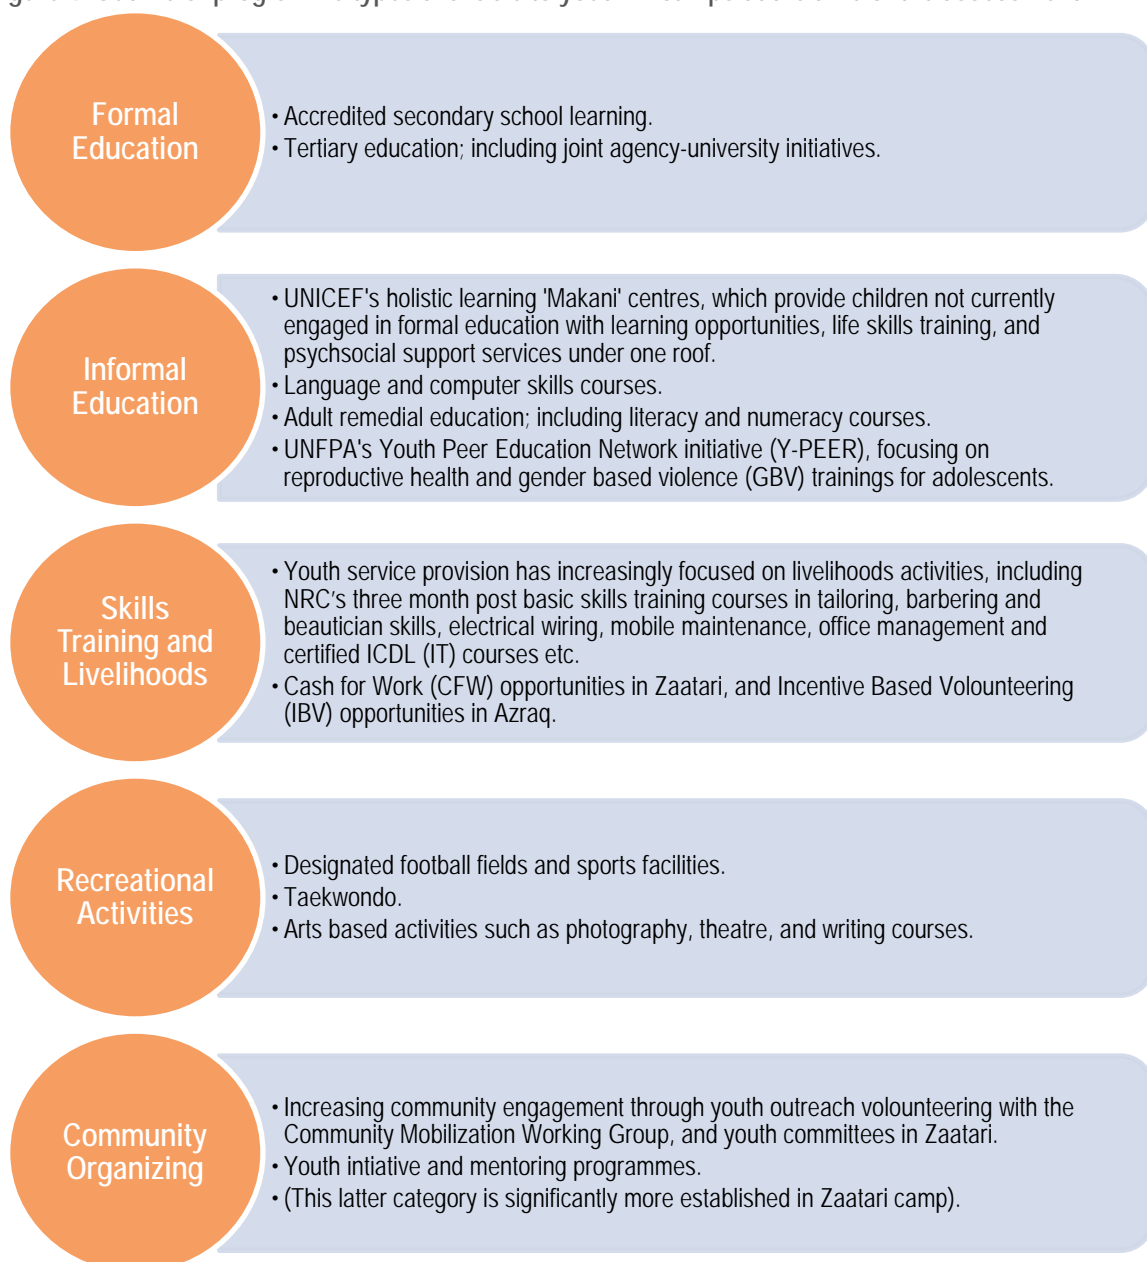 Formal
Education
• Accredited secondary school learning.
• Tertiary education; including joint agency-university initiatives.
Informal
Education
• UNICEF's holistic learning 'Makani' centres, which provide children not currently
engaged in formal education with learning opportunities, life skills training, and
psychsocial support services under one roof.
• Language and computer skills courses.
• Adult remedial education; including literacy and numeracy courses.
• UNFPA's Youth Peer Education Network initiative (Y-PEER), focusing on
reproductive health and gender based violence (GBV) trainings for adolescents.
Skills
Training and
Livelihoods
• Youth service provision has increasingly focused on livelihoods activities, including
NRC's three month post basic skills training courses in tailoring, barbering and
beautician skills, electrical wiring, mobile maintenance, office management and
certified ICDL (IT) courses etc.
• Cash for Work (CFW) opportunities in Zaatari, and Incentive Based Volounteering
(IBV) opportunities in Azraq.
Recreational
Activities
• Designated football fields and sports facilities.
• Taekwondo.
• Arts based activities such as photography, theatre, and writing courses.
Community
Organizing
• Increasing community engagement through youth outreach volounteering with the
Community Mobilization Working Group, and youth committees in Zaatari.
• Youth intiative and mentoring programmes.
• (This latter category is significantly more established in Zaatari camp).